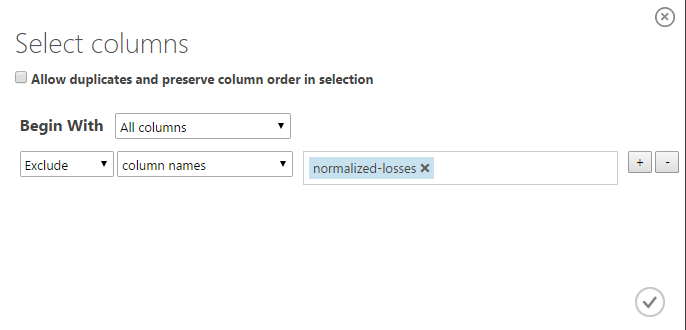 Select columns
Allow duplicates and preserve column order in selection
Begin With All columns
Exclude column names normalized-losses + -